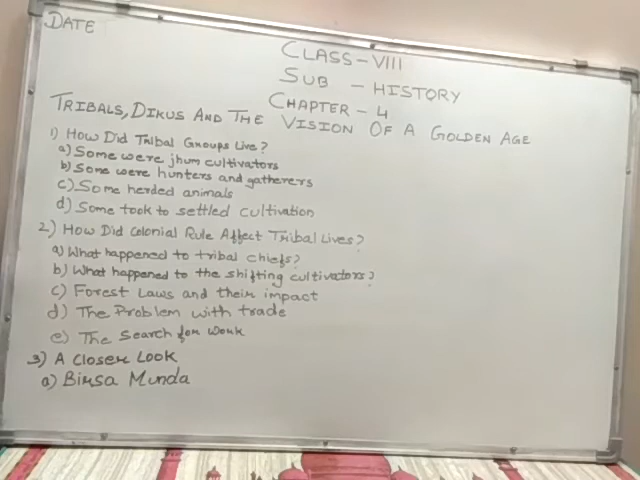 DATE
CLASS-VIII
SUB - HISTORY
CHAPTER - 4
TRIBALS, DIKUS AND THE VISION OF A GOLDEN AGE
1) HOW DID TRIBAL GROUPS LIVE?
a) Some were jhum cultivators
b) Some were hunters and gatherers
c) Some herded animals
d) Some took to settled cultivation
2) HOW DID COLONIAL RULE AFFECT TRIBAL LIVES?
a) What happened to tribal chiefs?
b) What happened to the shifting cultivators?
c) Forest Laws and their impact
d) The Problem with trade
e) The Search for work
3) A CLOSER LOOK
a) Birsa Munda